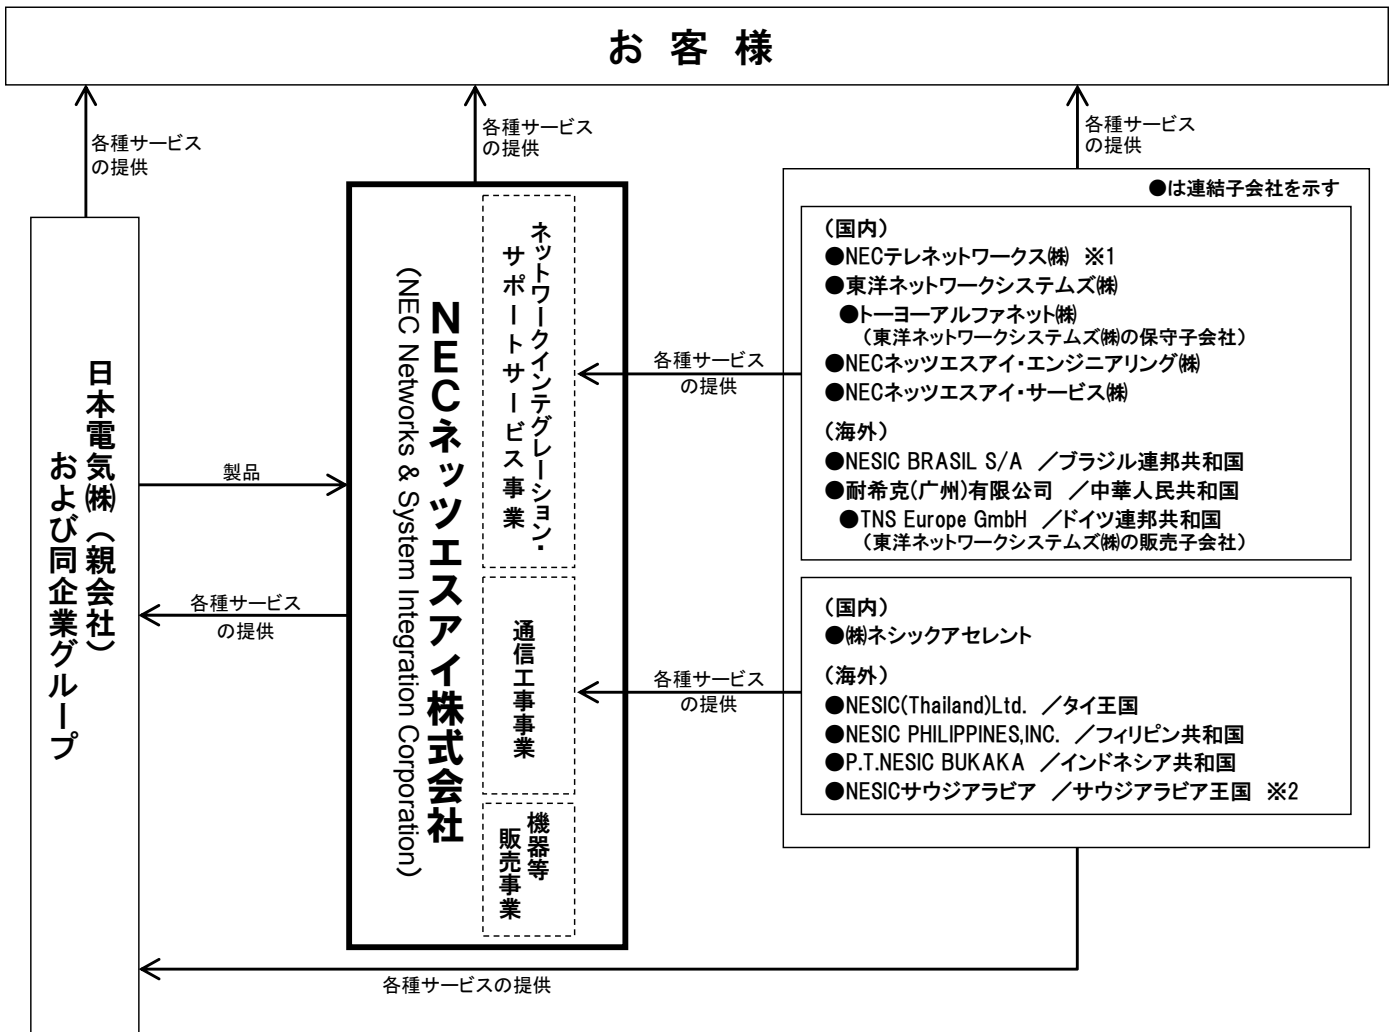 お客様
各種サービス
の提供
各種サービス
の提供
各種サービス
の提供
日本電気㈱(親会社)
および同企業グループ
製品
各種サービス
の提供
NECネッツエスアイ株式会社
(NEC Networks & System Integration Corporation)
ネットワークインテグレーション・
サポートサービス事業
通信工事事業
機器等
販売事業
各種サービス
の提供
各種サービス
の提供
●は連結子会社を示す
(国内)
●NECテレネットワークス㈱ ※1
●東洋ネットワークシステムズ㈱
●トーヨーアルファネット㈱
(東洋ネットワークシステムズ㈱の保守子会社)
●NECネッツエスアイ・エンジニアリング㈱
●NECネッツエスアイ・サービス㈱
(海外)
●NESIC BRASIL S/A /ブラジル連邦共和国
●耐希克(广州)有限公司 /中華人民共和国
●TNS Europe GmbH /ドイツ連邦共和国
(東洋ネットワークシステムズ㈱の販売子会社)
(国内)
●㈱ネシックアセレント
(海外)
●NESIC(Thailand)Ltd. /タイ王国
●NESIC PHILIPPINES,INC. /フィリピン共和国
●P.T.NESIC BUKAKA /インドネシア共和国
●NESICサウジアラビア /サウジアラビア王国 ※2
各種サービスの提供